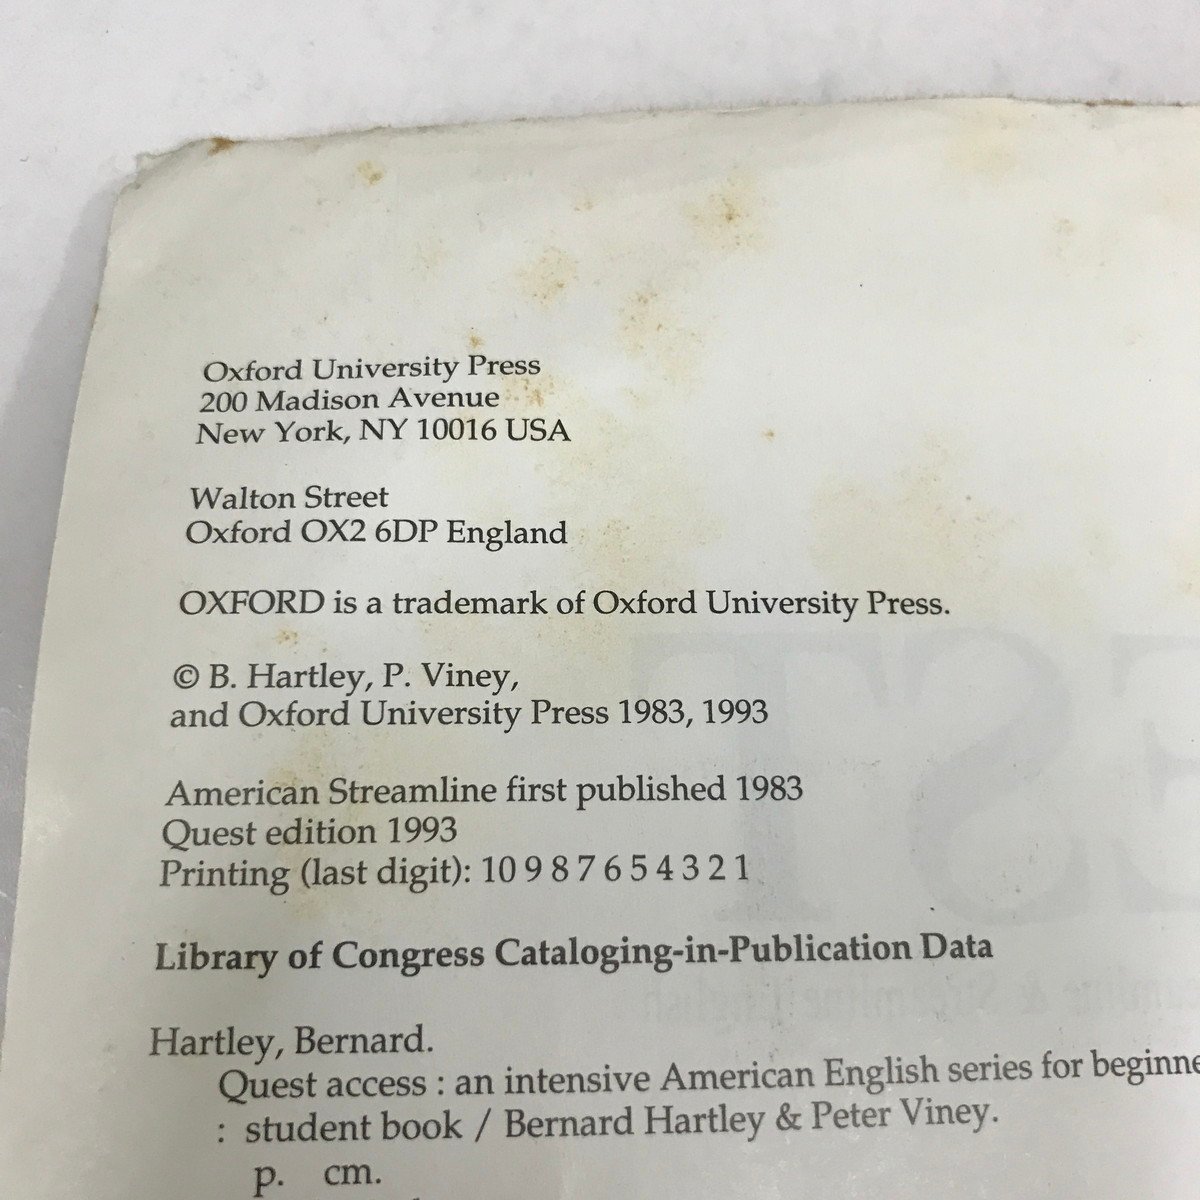 Oxford University Press
200 Madison Avenue
New York, NY 10016 USA
Walton Street
Oxford OX2 6DP England
OXFORD is a trademark of Oxford University Press.
© B. Hartley, P. Viney,
and Oxford University Press 1983, 1993
American Streamline first published 1983
Quest edition 1993
Printing (last digit): 10 9 8 7 6 5 4 3 2 1
Library of Congress Cataloging-in-Publication Data
Hartley, Bernard.
Quest access : an intensive American English series for beginne
: student book / Bernard Hartley & Peter Viney.
p. cm.